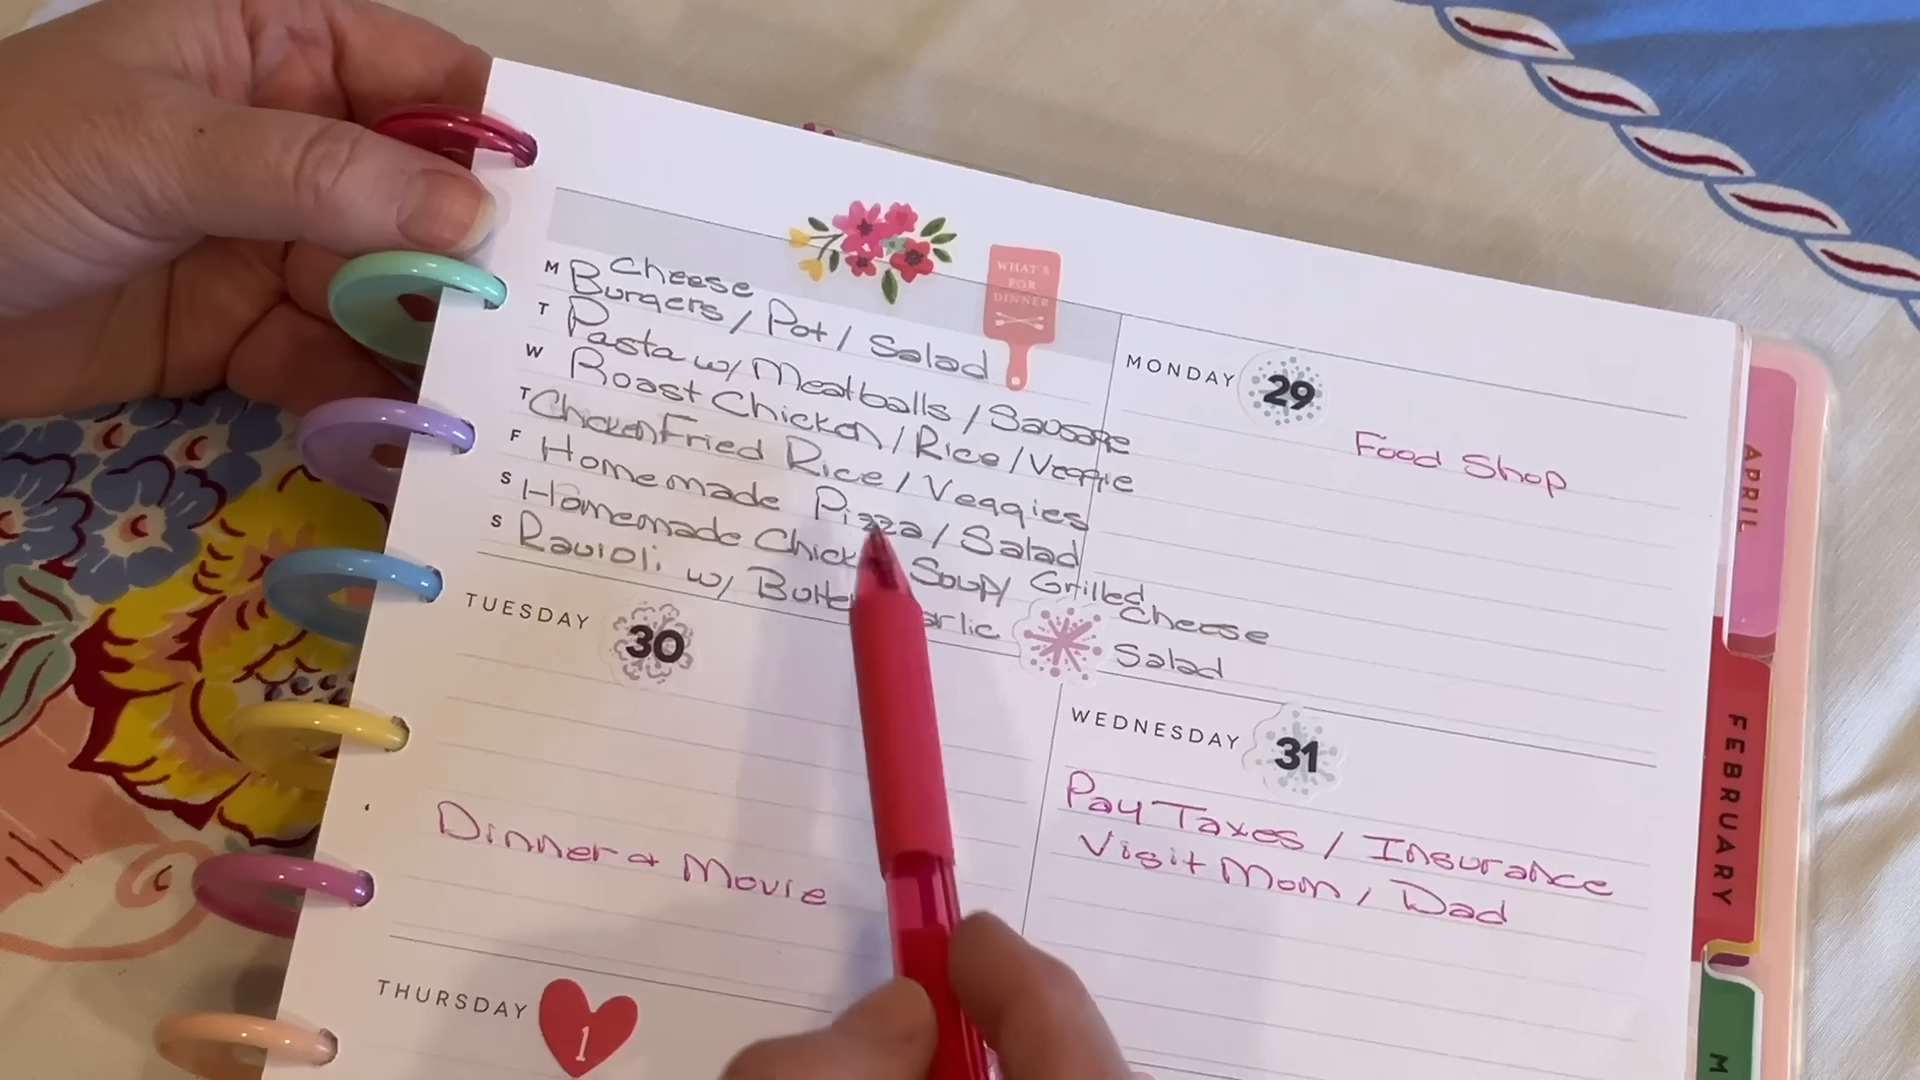 WHAT'S
FOR
DINNER
M Cheese
Burgers / Pot / Salad
T Pasta w/ Meatballs / Sausage
W Roast Chicken / Rice / Veggie
T Chicken Fried Rice / Veggies
F Homemade Pizza / Salad
S Homemade Chick Soup / Grilled
Cheese
S Ravioli w/ Butter arlic
Salad
MONDAY 29
Food Shop
TUESDAY 30
Dinner + Movie
WEDNESDAY 31
Pay Taxes / Insurance
Visit Mom / Dad
THURSDAY 1
APRIL
FEBRUARY
M